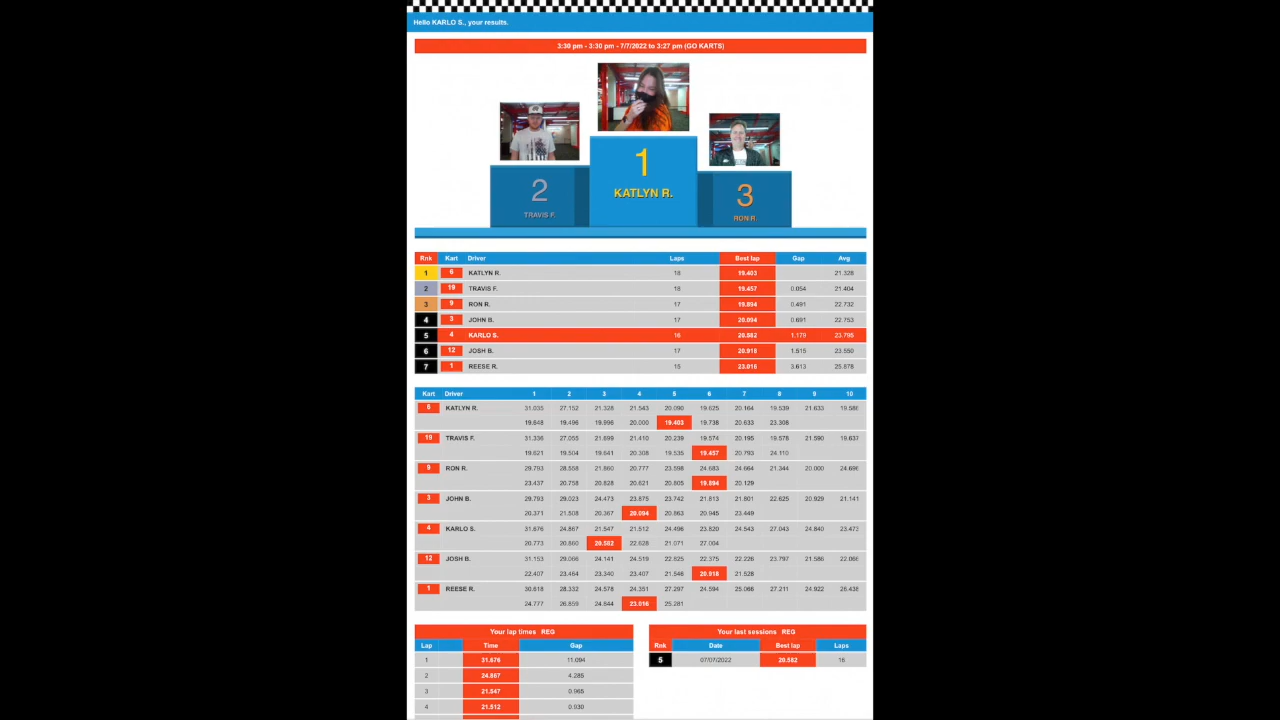 Hello KARLO S., your results.
3:30 pm - 3:30 pm - 7/7/2022 to 3:27 pm (GO KARTS)
1
KATLYN R.
2
TRAVIS F.
3
RON R.
Rnk Kart Driver Laps Best lap Gap Avg
1 6 KATLYN R. 18 19.403 21.328
2 19 TRAVIS F. 18 19.457 0.054 21.404
3 9 RON R. 17 19.894 0.491 22.732
4 3 JOHN B. 17 20.094 0.691 22.753
5 4 KARLO S. 16 20.582 1.179 23.795
6 12 JOSH B. 17 20.918 1.515 23.550
7 1 REESE R. 15 23.016 3.613 25.878
Kart Driver 1 2 3 4 5 6 7 8 9 10
6 KATLYN R. 31.035 27.152 21.328 21.543 20.090 19.625 20.164 19.539 21.633 19.586
19.848 19.496 19.996 20.000 19.403 19.738 20.633 23.308
19 TRAVIS F. 31.336 27.055 21.899 21.410 20.239 19.574 20.195 19.578 21.590 19.637
19.621 19.504 19.641 20.308 19.535 19.457 20.793 24.110
9 RON R. 29.793 28.558 21.860 20.777 23.598 24.683 24.664 21.344 20.000 24.696
23.437 20.758 20.828 20.621 20.805 19.894 20.129
3 JOHN B. 29.793 29.023 24.473 23.875 23.742 21.813 21.801 22.625 20.929 21.141
20.371 21.508 20.367 20.094 20.863 20.945 23.449
4 KARLO S. 31.676 24.867 21.547 21.512 24.496 23.820 24.543 27.043 24.840 23.473
20.773 20.860 20.582 22.628 21.071 27.004
12 JOSH B. 31.153 29.066 24.141 24.519 22.825 22.375 22.226 23.797 21.586 22.066
22.407 23.464 23.340 23.407 21.546 20.918 21.528
1 REESE R. 30.618 28.332 24.578 24.351 27.297 24.594 25.066 27.211 24.922 26.438
24.777 26.859 24.844 23.016 25.281
Your lap times REG
Lap Time Gap
1 31.676 11.094
2 24.867 4.285
3 21.547 0.965
4 21.512 0.930
Your last sessions REG
Rnk Date Best lap Laps
5 07/07/2022 20.582 16